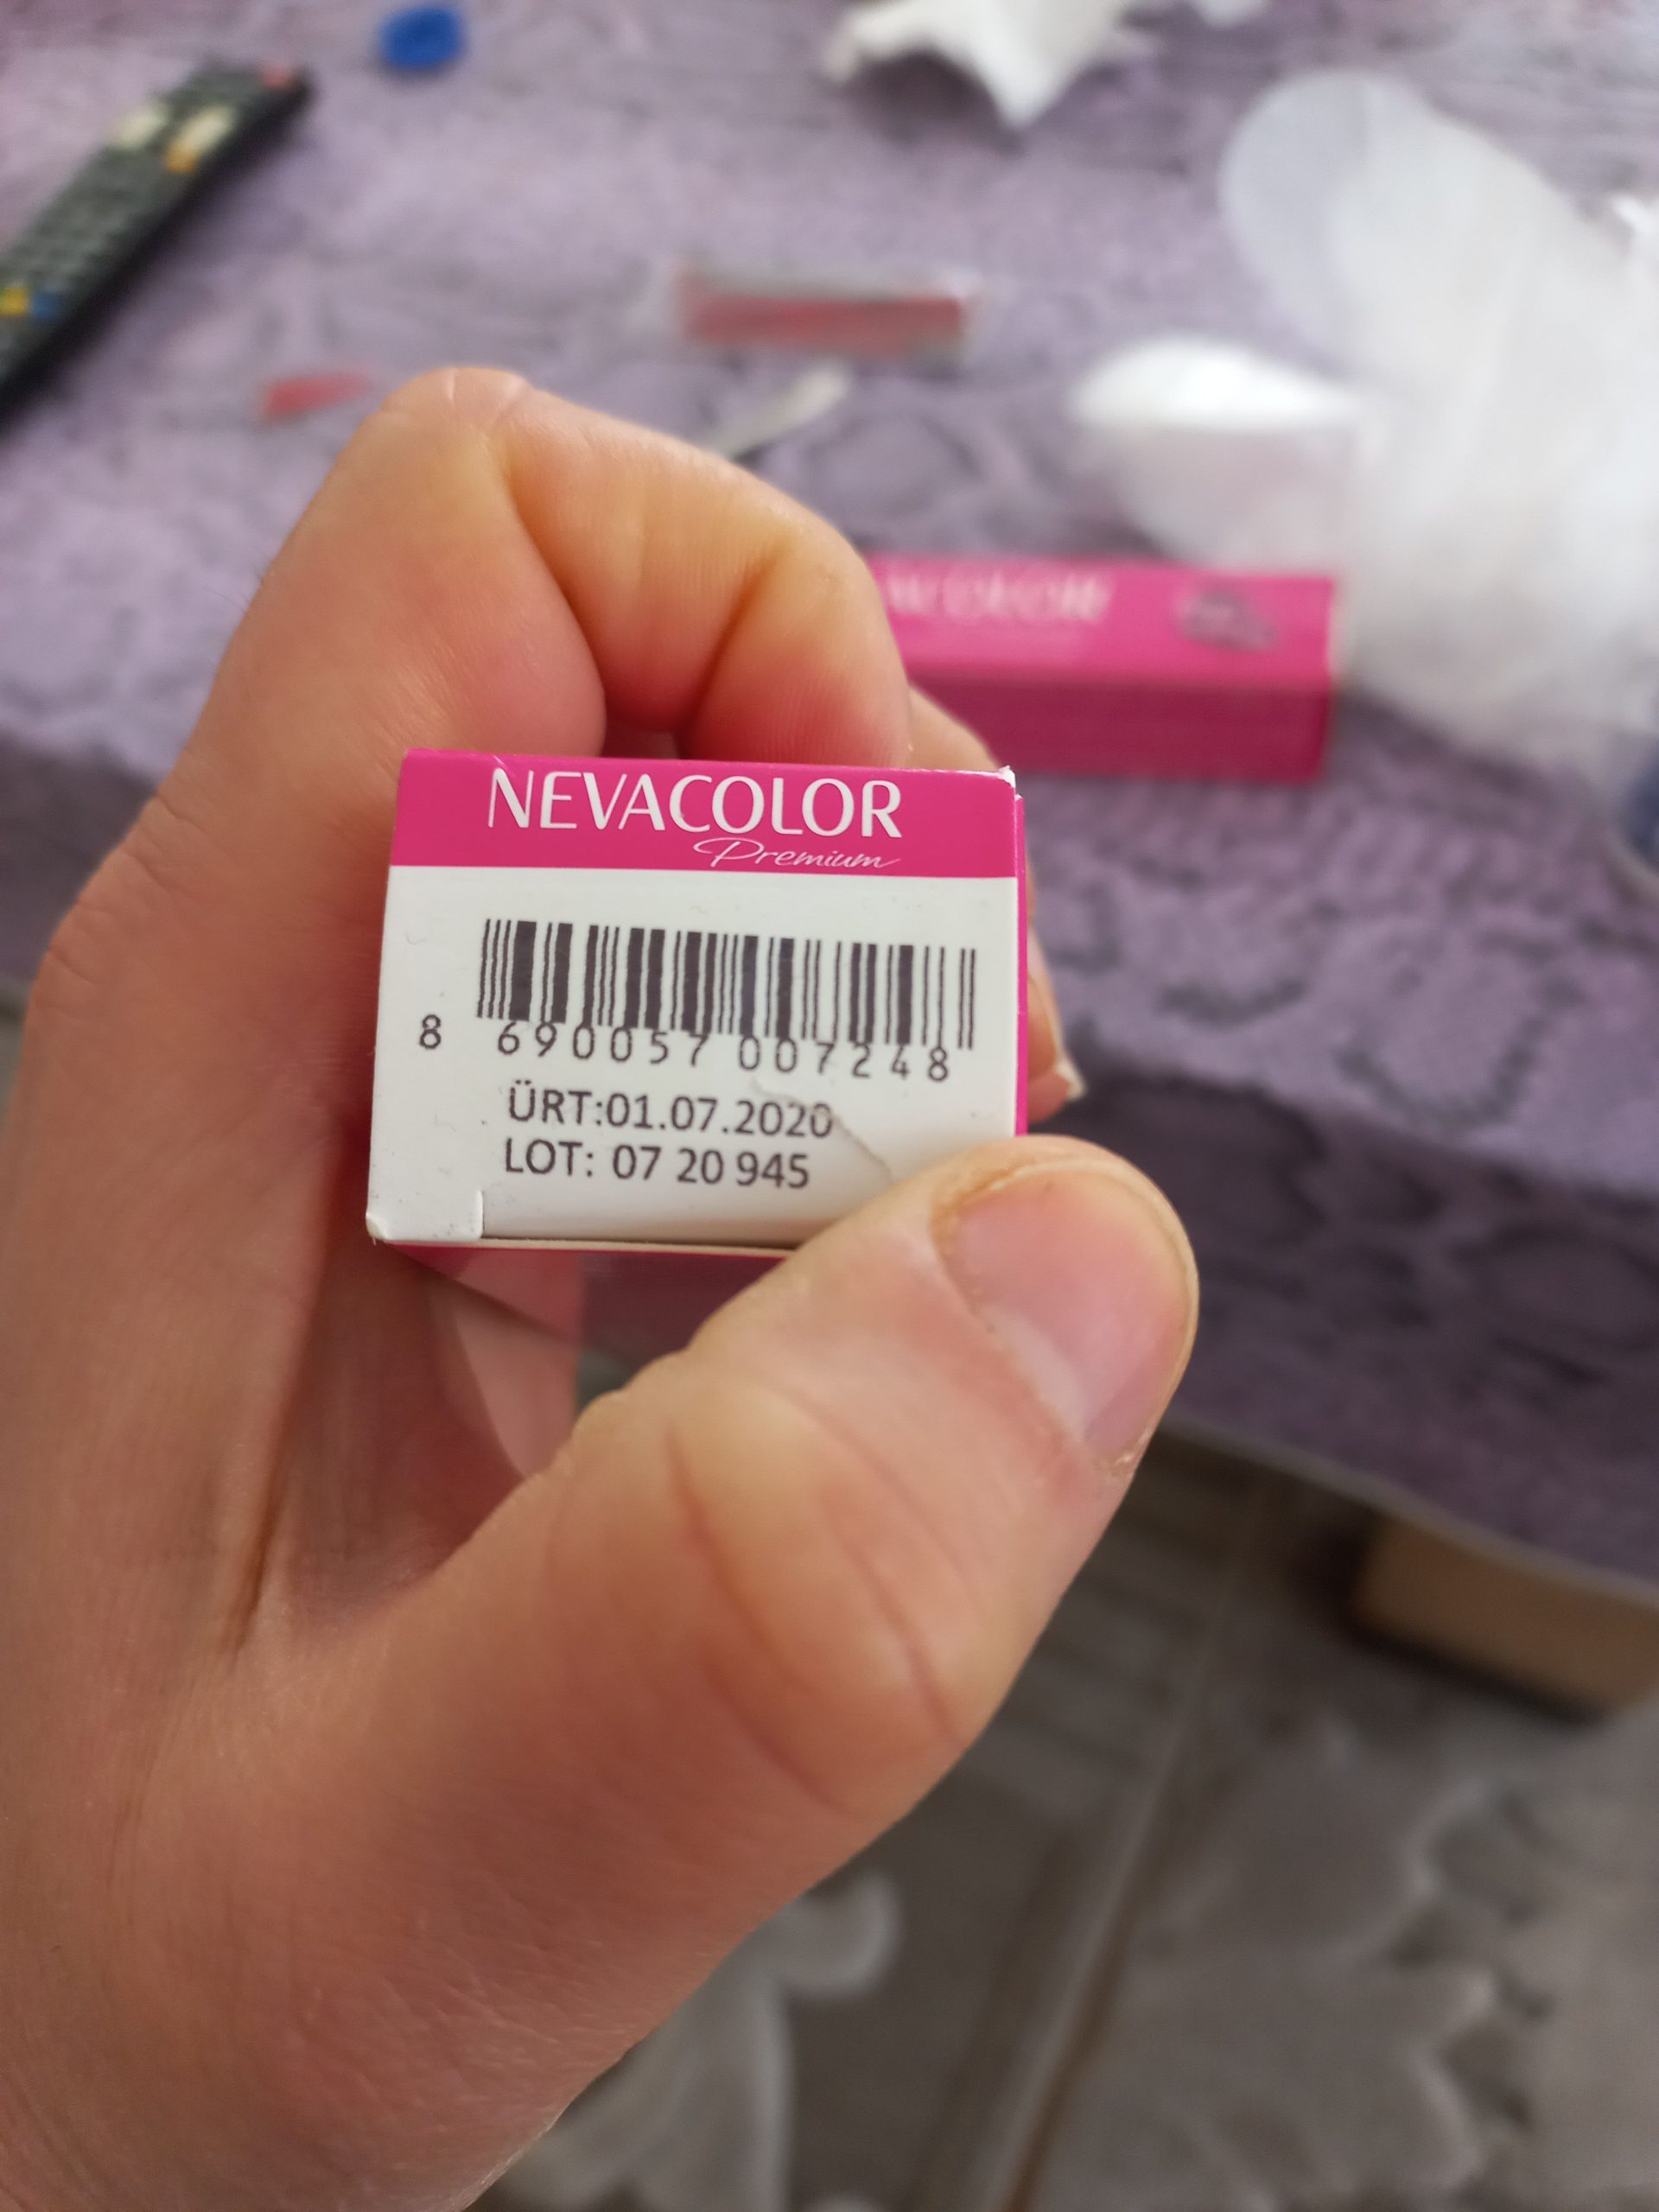 NEVACOLOR
Premium
8 690057 007248
ÜRT:01.07.2020
LOT: 07 20 945